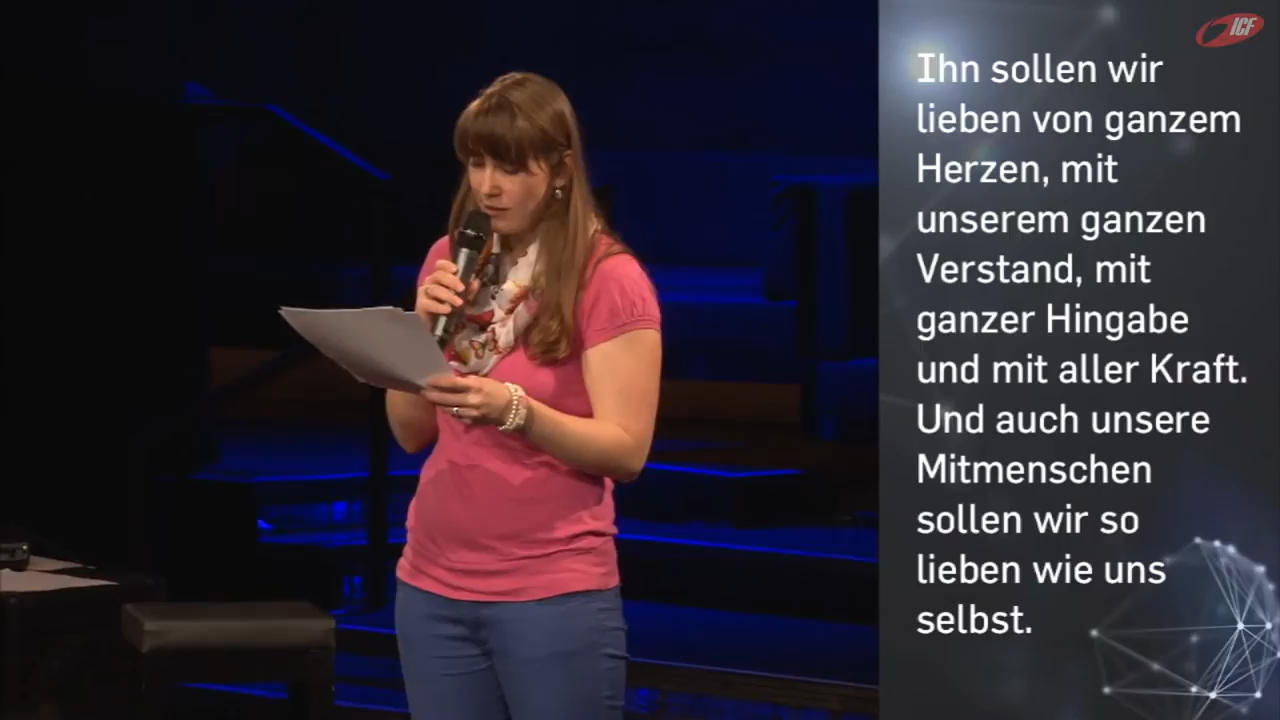 ICF
Ihn sollen wir
lieben von ganzem
Herzen, mit
unserem ganzen
Verstand, mit
ganzer Hingabe
und mit aller Kraft.
Und auch unsere
Mitmenschen
sollen wir so
lieben wie uns
selbst.